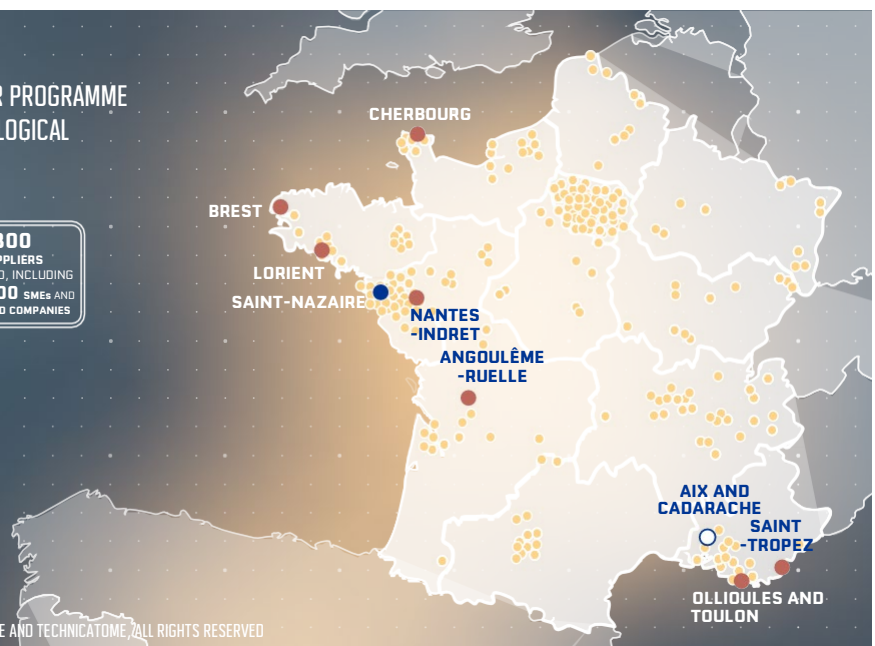 R PROGRAMME
LOGICAL
CHERBOURG
BREST
LORIENT
SAINT-NAZAIRE
NANTES
-INDRET
ANGOULÊME
-RUELLE
PPLIERS
D, INCLUDING
00 SMEs AND
D COMPANIES
AIX AND
CADARACHE
SAINT
-TROPEZ
OLLIOULES AND
TOULON
E AND TECHNICATOME, ALL RIGHTS RESERVED